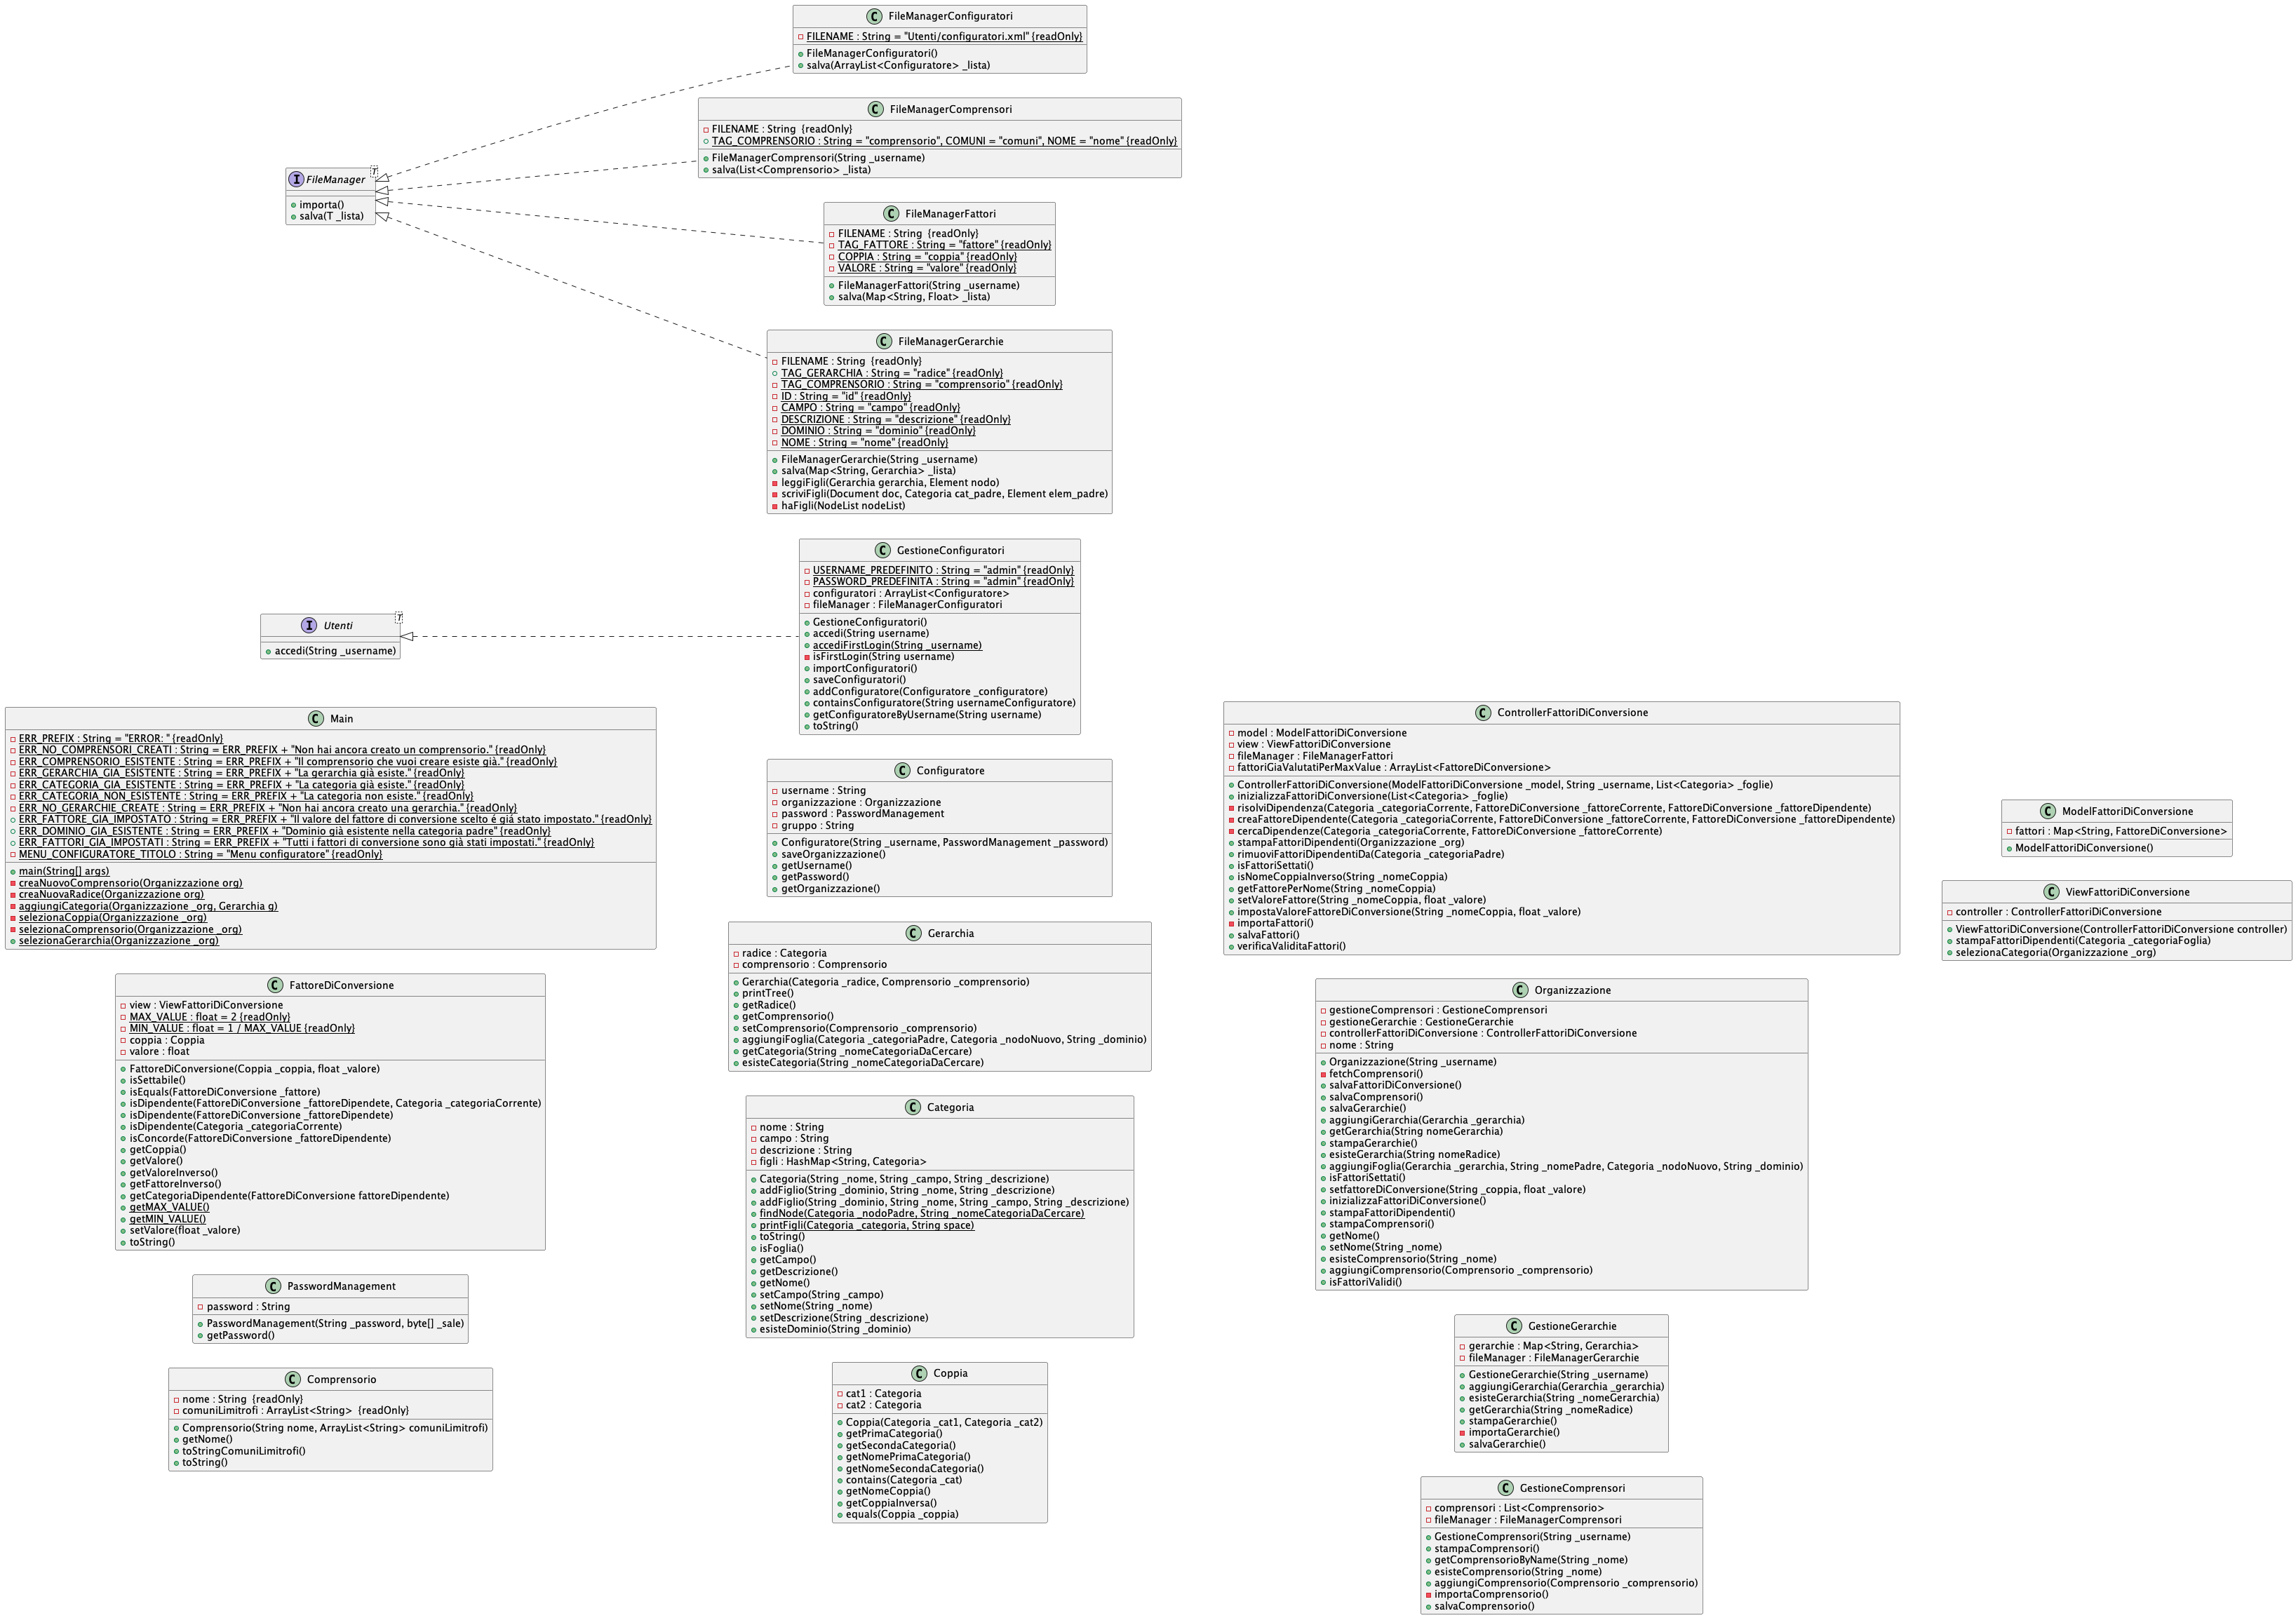 FileManagerConfiguratori
FILENAME : String = "Utenti/configuratori.xml" {readOnly}
FileManagerConfiguratori()
salva(ArrayList<Configuratore> _lista)
FileManagerComprensori
FILENAME : String {readOnly}
TAG_COMPRENSORIO : String = "comprensorio", COMUNI = "comuni", NOME = "nome" {readOnly}
FileManagerComprensori(String _username)
salva(List<Comprensorio> _lista)
FileManager
T
importa()
salva(T _lista)
FileManagerFattori
FILENAME : String {readOnly}
TAG_FATTORE : String = "fattore" {readOnly}
COPPIA : String = "coppia" {readOnly}
VALORE : String = "valore" {readOnly}
FileManagerFattori(String _username)
salva(Map<String, Float> _lista)
FileManagerGerarchie
FILENAME : String {readOnly}
TAG_GERARCHIA : String = "radice" {readOnly}
TAG_COMPRENSORIO : String = "comprensorio" {readOnly}
ID : String = "id" {readOnly}
CAMPO : String = "campo" {readOnly}
DESCRIZIONE : String = "descrizione" {readOnly}
DOMINIO : String = "dominio" {readOnly}
NOME : String = "nome" {readOnly}
FileManagerGerarchie(String _username)
salva(Map<String, Gerarchia> _lista)
leggiFigli(Gerarchia gerarchia, Element nodo)
scriviFigli(Document doc, Categoria cat_padre, Element elem_padre)
haFigli(NodeList nodeList)
Utenti
T
accedi(String _username)
GestioneConfiguratori
USERNAME_PREDEFINITO : String = "admin" {readOnly}
PASSWORD_PREDEFINITA : String = "admin" {readOnly}
configuratori : ArrayList<Configuratore>
fileManager : FileManagerConfiguratori
GestioneConfiguratori()
accedi(String username)
accediFirstLogin(String _username)
isFirstLogin(String username)
importConfiguratori()
saveConfiguratori()
addConfiguratore(Configuratore _configuratore)
containsConfiguratore(String usernameConfiguratore)
getConfiguratoreByUsername(String username)
toString()
Main
ERR_PREFIX : String = "ERROR: " {readOnly}
ERR_NO_COMPRENSORI_CREATI : String = ERR_PREFIX + "Non hai ancora creato un comprensorio." {readOnly}
ERR_COMPRENSORIO_ESISTENTE : String = ERR_PREFIX + "Il comprensorio che vuoi creare esiste già." {readOnly}
ERR_GERARCHIA_GIA_ESISTENTE : String = ERR_PREFIX + "La gerarchia già esiste." {readOnly}
ERR_CATEGORIA_GIA_ESISTENTE : String = ERR_PREFIX + "La categoria già esiste." {readOnly}
ERR_CATEGORIA_NON_ESISTENTE : String = ERR_PREFIX + "La categoria non esiste." {readOnly}
ERR_NO_GERARCHIE_CREATE : String = ERR_PREFIX + "Non hai ancora creato una gerarchia." {readOnly}
ERR_FATTORE_GIA_IMPOSTATO : String = ERR_PREFIX + "Il valore del fattore di conversione scelto é giá stato impostato." {readOnly}
ERR_DOMINIO_GIA_ESISTENTE : String = ERR_PREFIX + "Dominio già esistente nella categoria padre" {readOnly}
ERR_FATTORI_GIA_IMPOSTATI : String = ERR_PREFIX + "Tutti i fattori di conversione sono già stati impostati." {readOnly}
MENU_CONFIGURATORE_TITOLO : String = "Menu configuratore" {readOnly}
main(String[] args)
creaNuovoComprensorio(Organizzazione org)
creaNuovaRadice(Organizzazione org)
aggiungiCategoria(Organizzazione _org, Gerarchia g)
selezionaCoppia(Organizzazione _org)
selezionaComprensorio(Organizzazione _org)
selezionaGerarchia(Organizzazione _org)
Configuratore
username : String
organizzazione : Organizzazione
password : PasswordManagement
gruppo : String
Configuratore(String _username, PasswordManagement _password)
saveOrganizzazione()
getUsername()
getPassword()
getOrganizzazione()
ControllerFattoriDiConversione
model : ModelFattoriDiConversione
view : ViewFattoriDiConversione
fileManager : FileManagerFattori
fattoriGiaValutatiPerMaxValue : ArrayList<FattoreDiConversione>
ControllerFattoriDiConversione(ModelFattoriDiConversione _model, String _username, List<Categoria> _foglie)
inizializzaFattoriDiConversione(List<Categoria> _foglie)
risolviDipendenza(Categoria _categoriaCorrente, FattoreDiConversione _fattoreCorrente, FattoreDiConversione _fattoreDipendente)
creaFattoreDipendente(Categoria _categoriaCorrente, FattoreDiConversione _fattoreCorrente, FattoreDiConversione _fattoreDipendente)
cercaDipendenze(Categoria _categoriaCorrente, FattoreDiConversione _fattoreCorrente)
stampaFattoriDipendenti(Organizzazione _org)
rimuoviFattoriDipendentiDa(Categoria _categoriaPadre)
isFattoriSettati()
isNomeCoppiaInverso(String _nomeCoppia)
getFattorePerNome(String _nomeCoppia)
setValoreFattore(String _nomeCoppia, float _valore)
impostaValoreFattoreDiConversione(String _nomeCoppia, float _valore)
importaFattori()
salvaFattori()
verificaValiditaFattori()
ModelFattoriDiConversione
fattori : Map<String, FattoreDiConversione>
ModelFattoriDiConversione()
ViewFattoriDiConversione
controller : ControllerFattoriDiConversione
ViewFattoriDiConversione(ControllerFattoriDiConversione controller)
stampaFattoriDipendenti(Categoria _categoriaFoglia)
selezionaCategoria(Organizzazione _org)
Gerarchia
radice : Categoria
comprensorio : Comprensorio
Gerarchia(Categoria _radice, Comprensorio _comprensorio)
printTree()
getRadice()
getComprensorio()
setComprensorio(Comprensorio _comprensorio)
aggiungiFoglia(Categoria _categoriaPadre, Categoria _nodoNuovo, String _dominio)
getCategoria(String _nomeCategoriaDaCercare)
esisteCategoria(String _nomeCategoriaDaCercare)
FattoreDiConversione
view : ViewFattoriDiConversione
MAX_VALUE : float = 2 {readOnly}
MIN_VALUE : float = 1 / MAX_VALUE {readOnly}
coppia : Coppia
valore : float
FattoreDiConversione(Coppia _coppia, float _valore)
isSettabile()
isEquals(FattoreDiConversione _fattore)
isDipendente(FattoreDiConversione _fattoreDipendete, Categoria _categoriaCorrente)
isDipendente(FattoreDiConversione _fattoreDipendete)
isDipendente(Categoria _categoriaCorrente)
isConcorde(FattoreDiConversione _fattoreDipendente)
getCoppia()
getValore()
getValoreInverso()
getFattoreInverso()
getCategoriaDipendente(FattoreDiConversione fattoreDipendente)
getMAX_VALUE()
getMIN_VALUE()
setValore(float _valore)
toString()
Organizzazione
gestioneComprensori : GestioneComprensori
gestioneGerarchie : GestioneGerarchie
controllerFattoriDiConversione : ControllerFattoriDiConversione
nome : String
Organizzazione(String _username)
fetchComprensori()
salvaFattoriDiConversione()
salvaComprensori()
salvaGerarchie()
aggiungiGerarchia(Gerarchia _gerarchia)
getGerarchia(String nomeGerarchia)
stampaGerarchie()
esisteGerarchia(String nomeRadice)
aggiungiFoglia(Gerarchia _gerarchia, String _nomePadre, Categoria _nodoNuovo, String _dominio)
isFattoriSettati()
setfattoreDiConversione(String _coppia, float _valore)
inizializzaFattoriDiConversione()
stampaFattoriDipendenti()
stampaComprensori()
getNome()
setNome(String _nome)
esisteComprensorio(String _nome)
aggiungiComprensorio(Comprensorio _comprensorio)
isFattoriValidi()
Categoria
nome : String
campo : String
descrizione : String
figli : HashMap<String, Categoria>
Categoria(String _nome, String _campo, String _descrizione)
addFiglio(String _dominio, String _nome, String _descrizione)
addFiglio(String _dominio, String _nome, String _campo, String _descrizione)
findNode(Categoria _nodoPadre, String _nomeCategoriaDaCercare)
printFigli(Categoria _categoria, String space)
toString()
isFoglia()
getCampo()
getDescrizione()
getNome()
setCampo(String _campo)
setNome(String _nome)
setDescrizione(String _descrizione)
esisteDominio(String _dominio)
PasswordManagement
password : String
PasswordManagement(String _password, byte[] _sale)
getPassword()
GestioneGerarchie
gerarchie : Map<String, Gerarchia>
fileManager : FileManagerGerarchie
GestioneGerarchie(String _username)
aggiungiGerarchia(Gerarchia _gerarchia)
esisteGerarchia(String _nomeGerarchia)
getGerarchia(String _nomeRadice)
stampaGerarchie()
importaGerarchie()
salvaGerarchie()
Comprensorio
nome : String {readOnly}
comuniLimitrofi : ArrayList<String> {readOnly}
Comprensorio(String nome, ArrayList<String> comuniLimitrofi)
getNome()
toStringComuniLimitrofi()
toString()
Coppia
cat1 : Categoria
cat2 : Categoria
Coppia(Categoria _cat1, Categoria _cat2)
getPrimaCategoria()
getSecondaCategoria()
getNomePrimaCategoria()
getNomeSecondaCategoria()
contains(Categoria _cat)
getNomeCoppia()
getCoppiaInversa()
equals(Coppia _coppia)
GestioneComprensori
comprensori : List<Comprensorio>
fileManager : FileManagerComprensori
GestioneComprensori(String _username)
stampaComprensori()
getComprensorioByName(String _nome)
esisteComprensorio(String _nome)
aggiungiComprensorio(Comprensorio _comprensorio)
importaComprensorio()
salvaComprensorio()